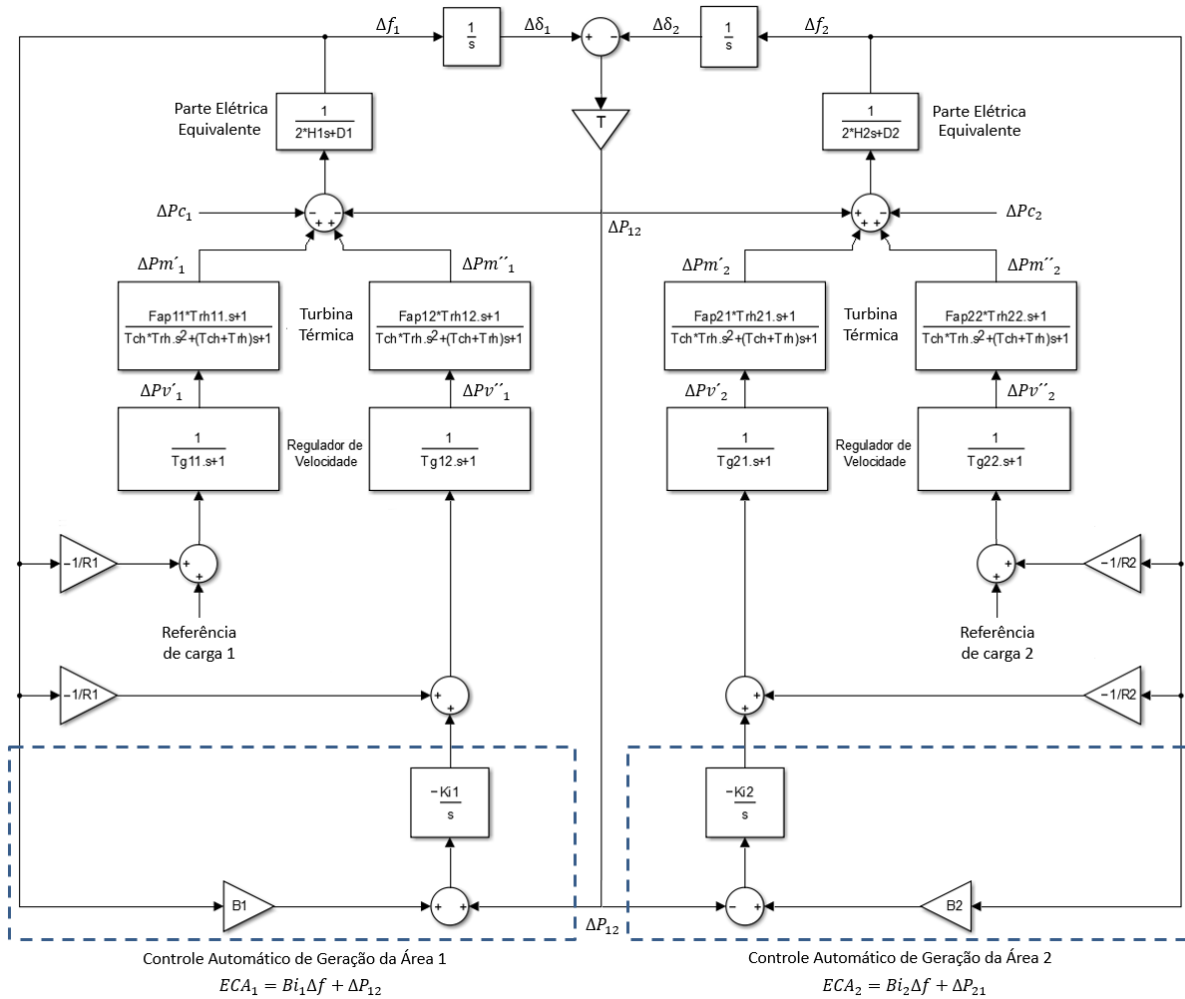 Δf₁
1
s
Δδ₁
+
−
Δδ₂
1
s
Δf₂
Parte Elétrica
Equivalente
1
2*H1s+D1
T
1
2*H2s+D2
Parte Elétrica
Equivalente
ΔPc₁
− −
+ +
ΔP₁₂
+ −
+ +
ΔPc₂
ΔPm´₁
ΔPm´´₁
ΔPm´₂
ΔPm´´₂
Fap11*Trh11.s+1
Tch*Trh.s²+(Tch+Trh)s+1
Turbina
Térmica
Fap12*Trh12.s+1
Tch*Trh.s²+(Tch+Trh)s+1
Fap21*Trh21.s+1
Tch*Trh.s²+(Tch+Trh)s+1
Turbina
Térmica
Fap22*Trh22.s+1
Tch*Trh.s²+(Tch+Trh)s+1
ΔPv´₁
ΔPv´´₁
ΔPv´₂
ΔPv´´₂
1
Tg11.s+1
Regulador de
Velocidade
1
Tg12.s+1
1
Tg21.s+1
Regulador de
Velocidade
1
Tg22.s+1
−1/R1
+
+
+
+
−1/R2
Referência
de carga 1
Referência
de carga 2
−1/R1
+
+
+
+
−1/R2
−Ki1
s
−Ki2
s
B1
+ +
ΔP₁₂
− +
B2
Controle Automático de Geração da Área 1
ECA₁ = Bi₁Δf + ΔP₁₂
Controle Automático de Geração da Área 2
ECA₂ = Bi₂Δf + ΔP₂₁